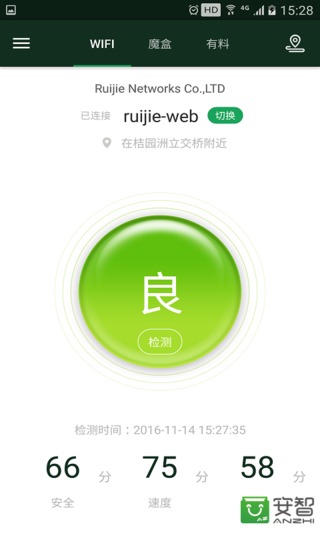 HD 4G 15:28
WIFI 魔盒 有料
Ruijie Networks Co.,LTD
已连接 ruijie-web 切换
在桔园洲立交桥附近
良
检测
检测时间：2016-11-14 15:27:35
66 分 75 分 58 分
安全 速度
安智
ANZHI